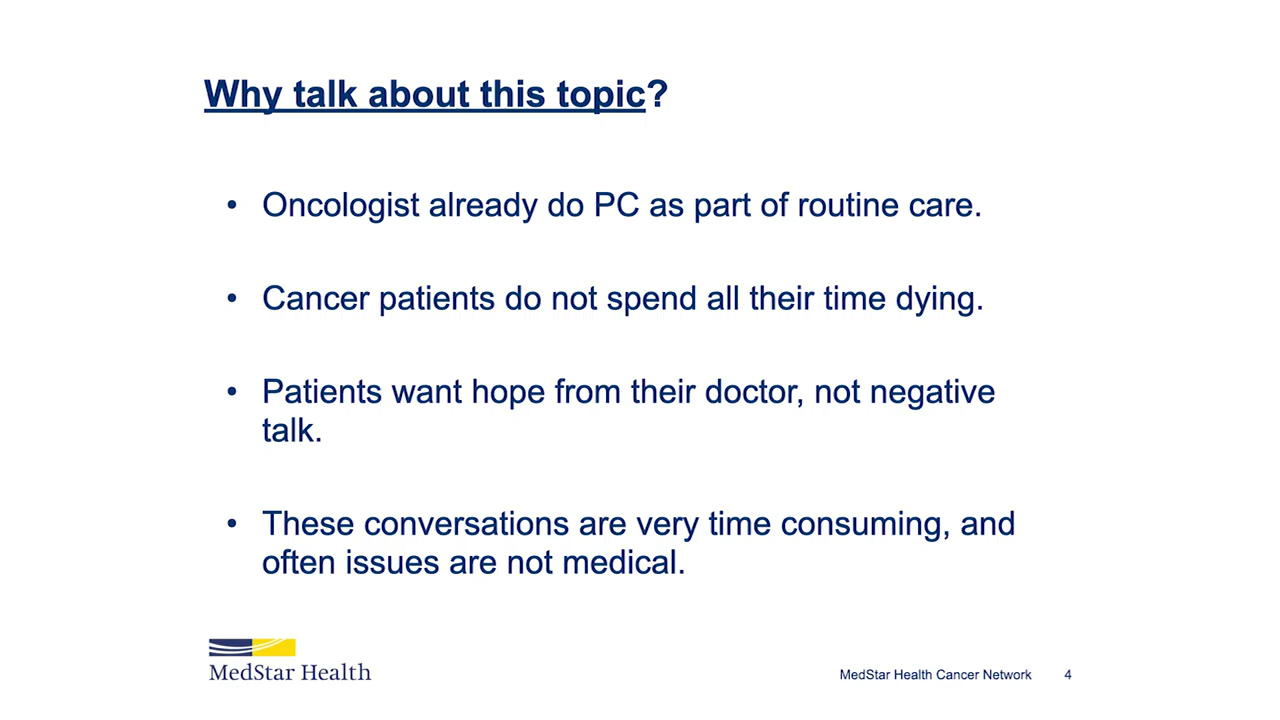 Why talk about this topic?
• Oncologist already do PC as part of routine care.
• Cancer patients do not spend all their time dying.
• Patients want hope from their doctor, not negative
talk.
• These conversations are very time consuming, and
often issues are not medical.
MedStar Health
MedStar Health Cancer Network 4